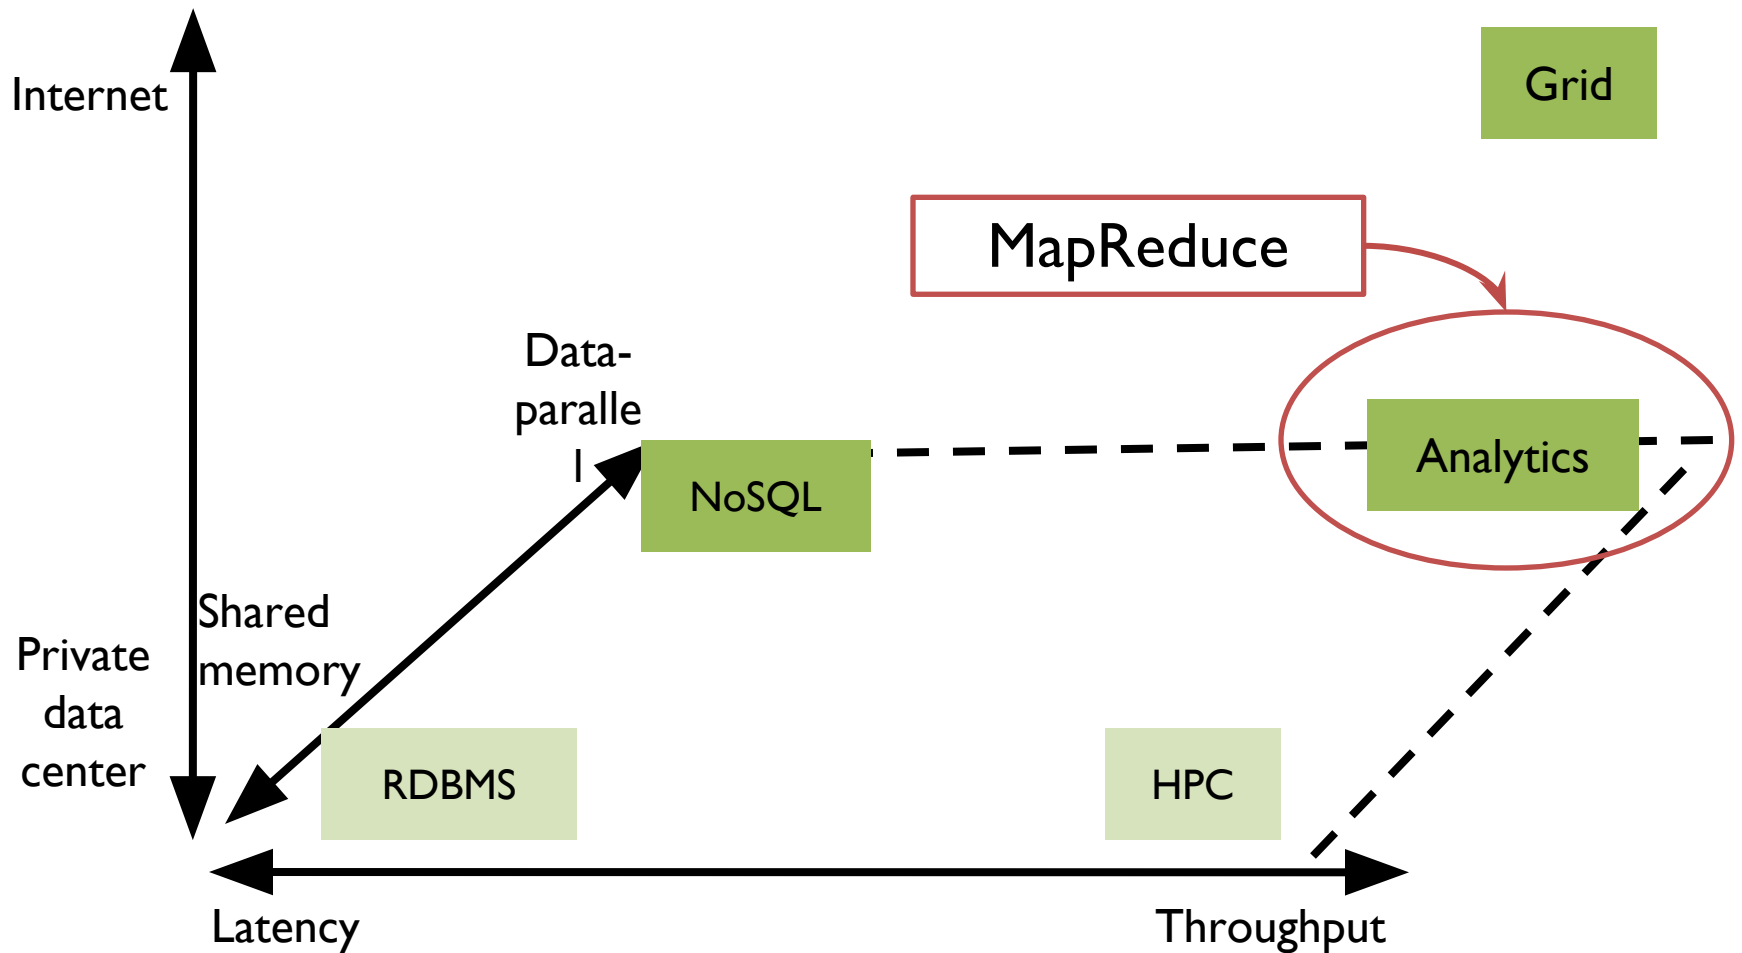 Internet
Grid
MapReduce
Data-
paralle
l
Analytics
NoSQL
Shared
memory
Private
data
center
RDBMS
HPC
Latency
Throughput